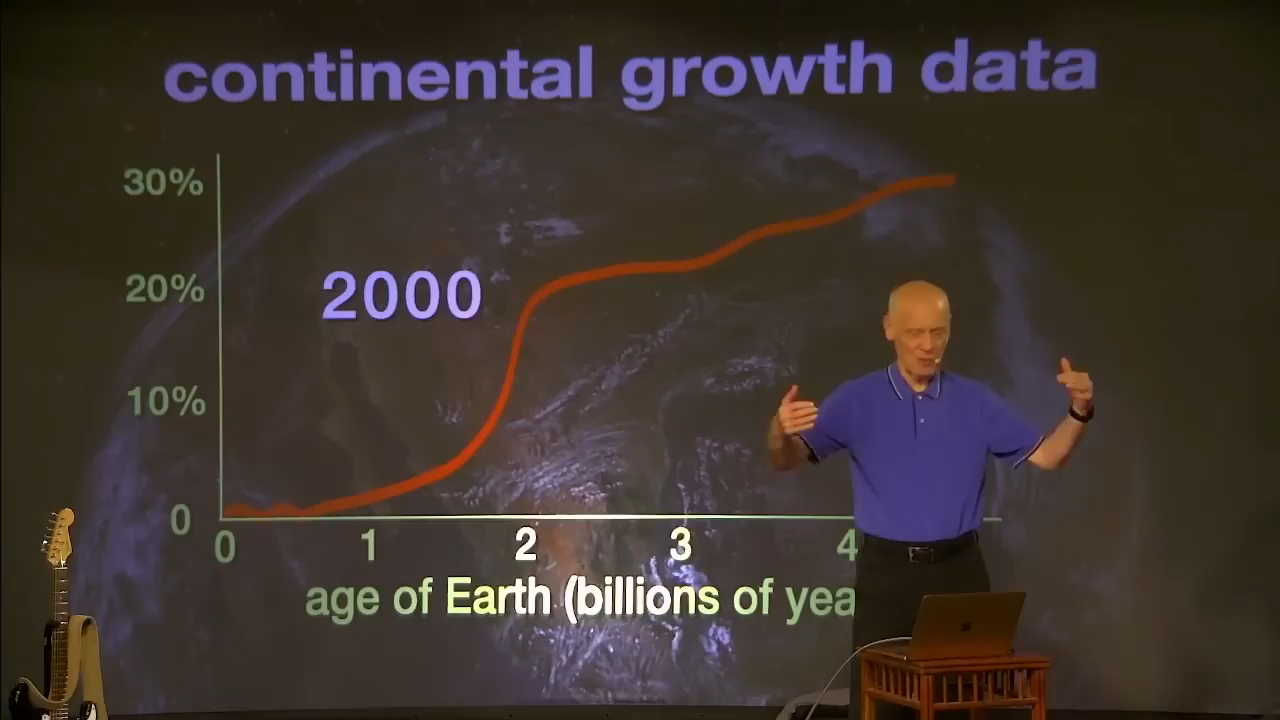 continental growth data
30%
20%
10%
0
2000
0 1 2 3 4
age of Earth (billions of yea